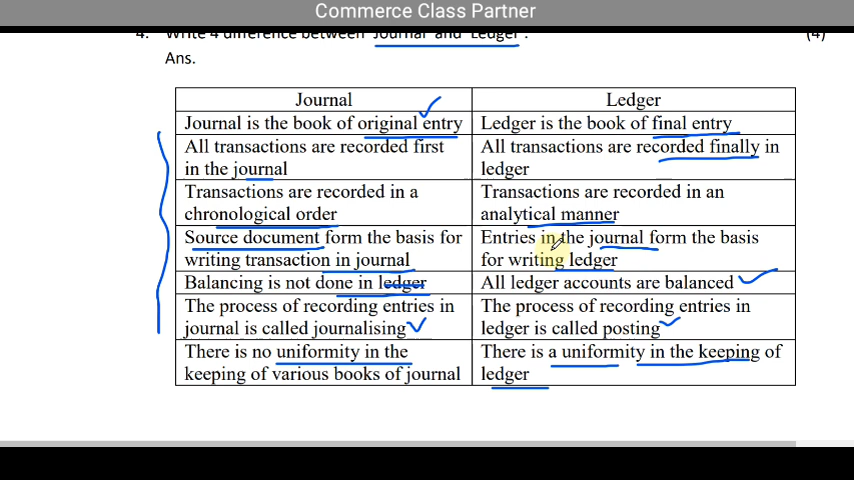 Commerce Class Partner
4. Write 4 difference between 'Journal' and 'Ledger'. (4)
Ans.
Journal
Ledger
Journal is the book of original entry
Ledger is the book of final entry
All transactions are recorded first
in the journal
All transactions are recorded finally in
ledger
Transactions are recorded in a
chronological order
Transactions are recorded in an
analytical manner
Source document form the basis for
writing transaction in journal
Entries in the journal form the basis
for writing ledger
Balancing is not done in ledger
All ledger accounts are balanced
The process of recording entries in
journal is called journalising
The process of recording entries in
ledger is called posting
There is no uniformity in the
keeping of various books of journal
There is a uniformity in the keeping of
ledger